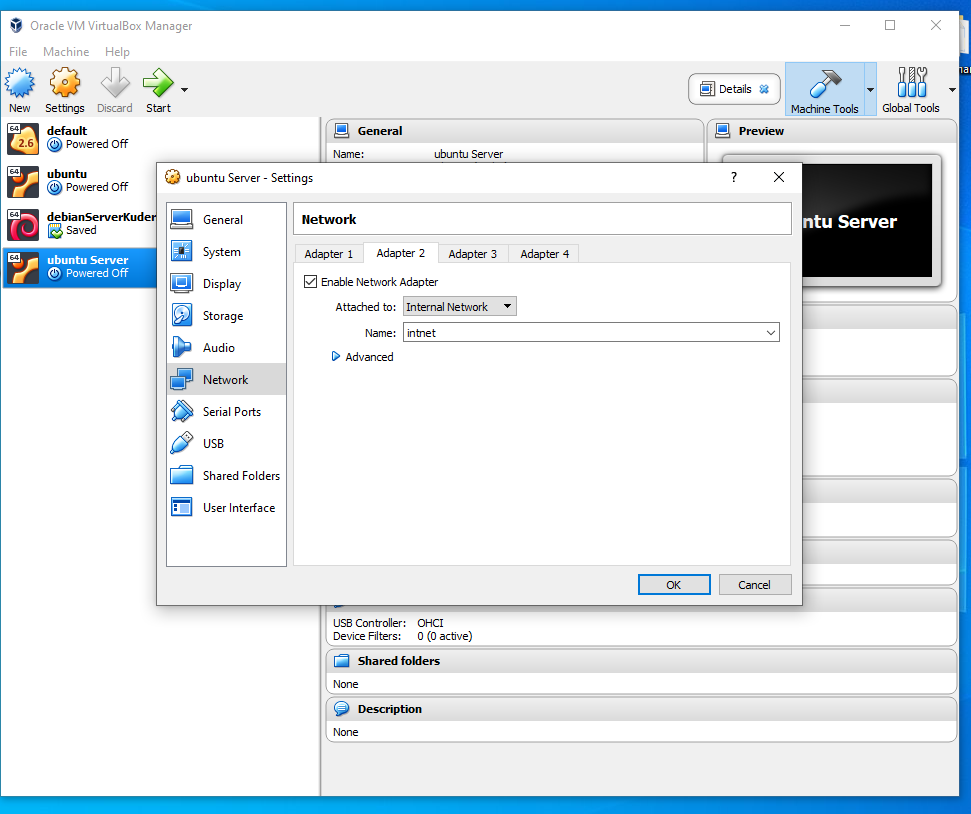 Oracle VM VirtualBox Manager
File Machine Help
New Settings Discard Start
Details
Machine Tools
Global Tools
64
2.6
default
Powered Off
64
ubuntu
Powered Off
64
debianServerKuder
Saved
64
ubuntu Server
Powered Off
General
Name: ubuntu Server
Preview
ntu Server
ubuntu Server - Settings
?
General
System
Display
Storage
Audio
Network
Serial Ports
USB
Shared Folders
User Interface
Network
Adapter 1 Adapter 2 Adapter 3 Adapter 4
Enable Network Adapter
Attached to: Internal Network
Name: intnet
Advanced
OK Cancel
USB Controller: OHCI
Device Filters: 0 (0 active)
Shared folders
None
Description
None